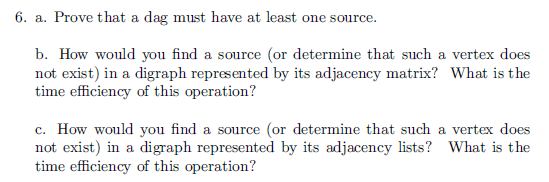 6. a. Prove that a dag must have at least one source.
b. How would you find a source (or determine that such a vertex does
not exist) in a digraph represented by its adjacency matrix? What is the
time efficiency of this operation?
c. How would you find a source (or determine that such a vertex does
not exist) in a digraph represented by its adjacency lists? What is the
time efficiency of this operation?